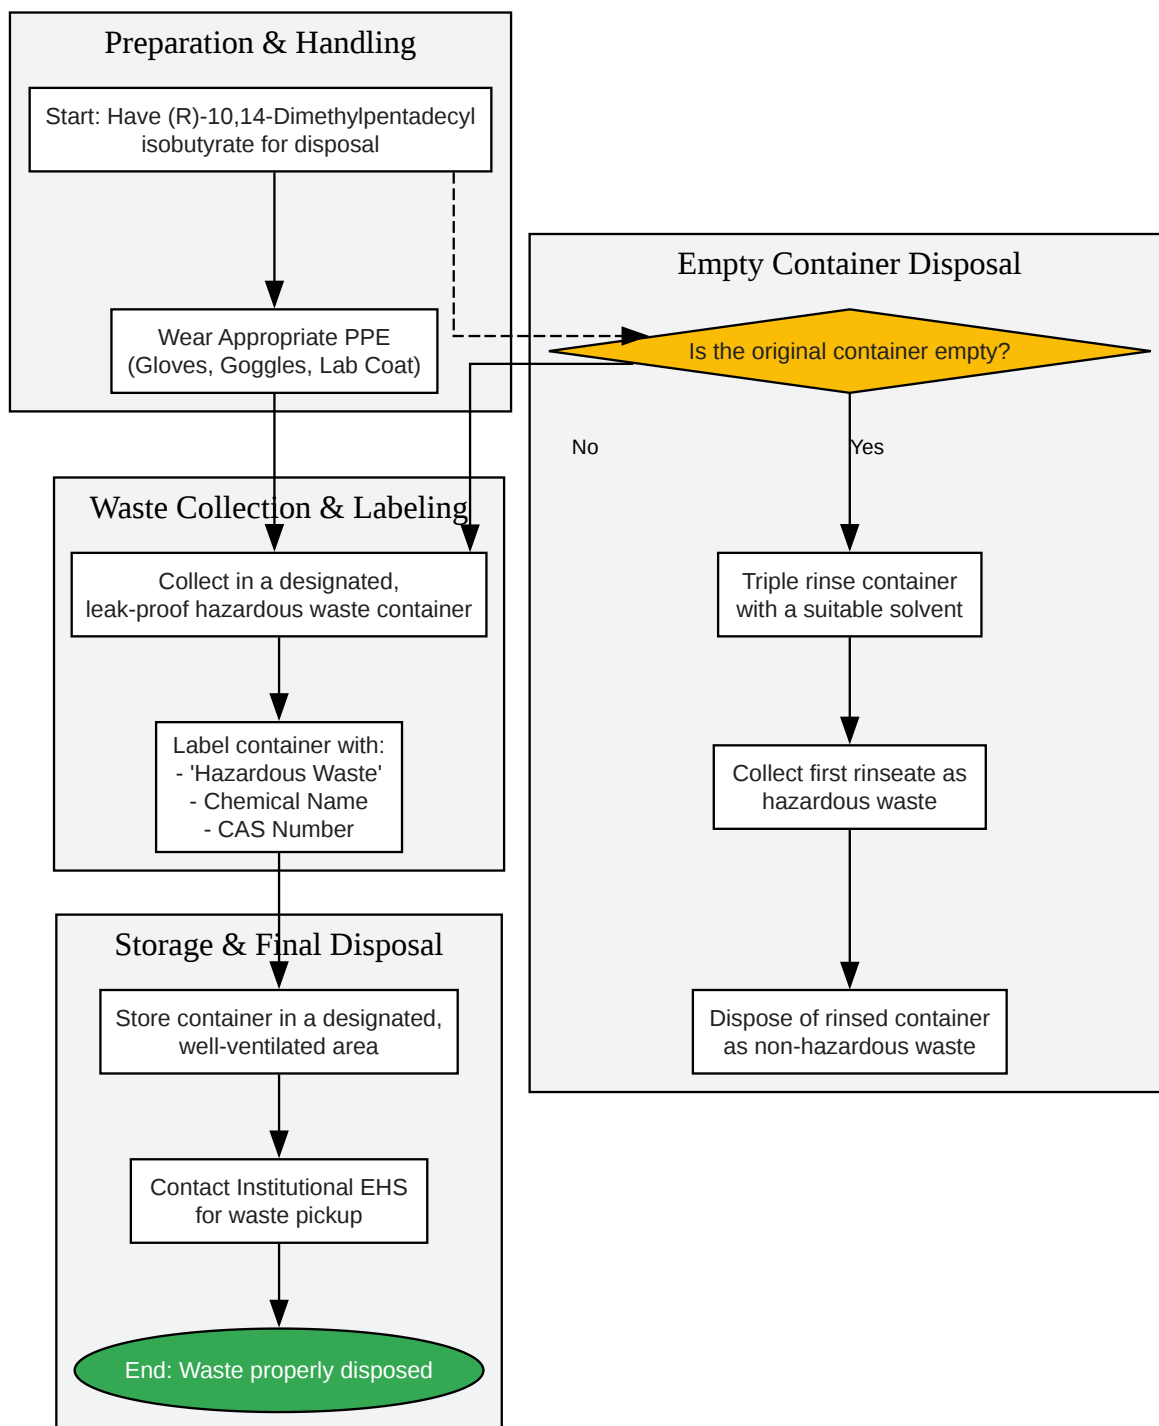 Preparation & Handling
Start: Have (R)-10,14-Dimethylpentadecyl
isobutyrate for disposal
Wear Appropriate PPE
(Gloves, Goggles, Lab Coat)
Empty Container Disposal
Is the original container empty?
No
Yes
Waste Collection & Labeling
Collect in a designated,
leak-proof hazardous waste container
Label container with:
- 'Hazardous Waste'
- Chemical Name
- CAS Number
Triple rinse container
with a suitable solvent
Collect first rinseate as
hazardous waste
Dispose of rinsed container
as non-hazardous waste
Storage & Final Disposal
Store container in a designated,
well-ventilated area
Contact Institutional EHS
for waste pickup
End: Waste properly disposed